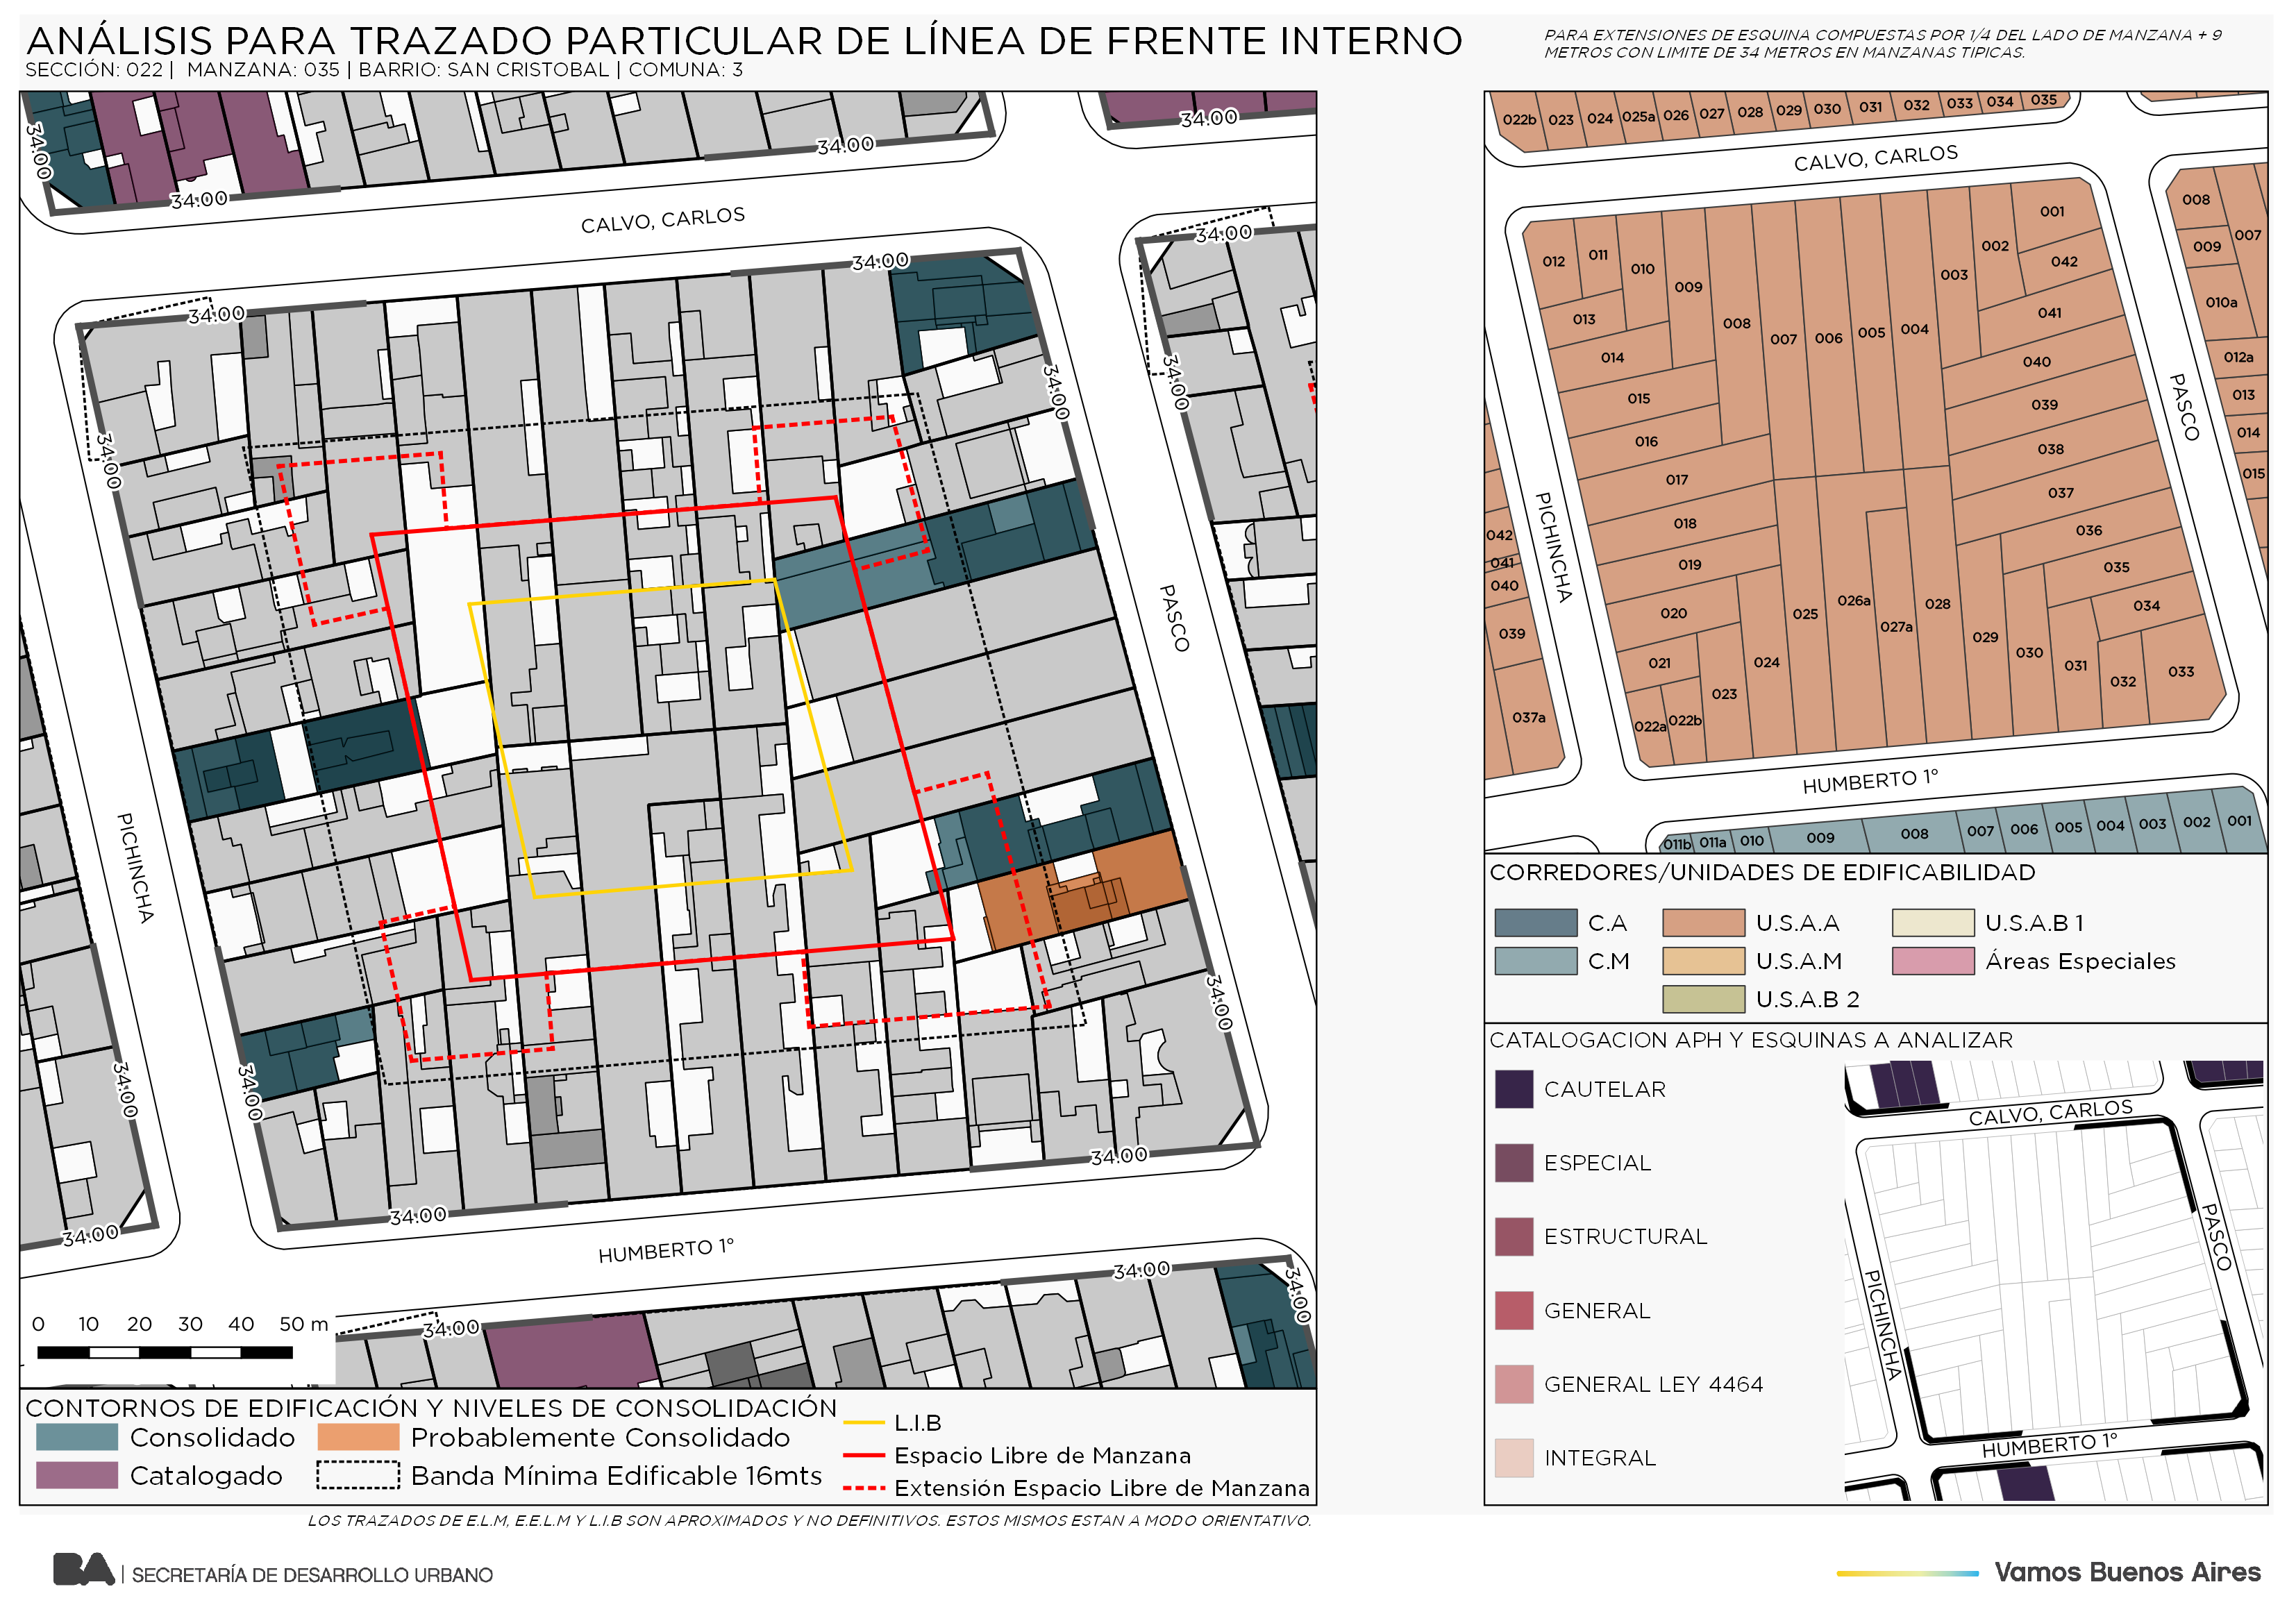 ANÁLISIS PARA TRAZADO PARTICULAR DE LÍNEA DE FRENTE INTERNO
SECCIÓN: 022 | MANZANA: 035 | BARRIO: SAN CRISTOBAL | COMUNA: 3
PARA EXTENSIONES DE ESQUINA COMPUESTAS POR 1/4 DEL LADO DE MANZANA + 9
METROS CON LIMITE DE 34 METROS EN MANZANAS TIPICAS.
34.00
34.00
34.00
34.00
CALVO, CARLOS
34.00
34.00
34.00
34.00
34.00
34.00
PICHINCHA
PASCO
34.00
34.00
34.00
34.00
34.00
34.00
HUMBERTO 1°
34.00
34.00
34.00
0 10 20 30 40 50 m
CONTORNOS DE EDIFICACIÓN Y NIVELES DE CONSOLIDACIÓN
Consolidado
Probablemente Consolidado
Catalogado
Banda Mínima Edificable 16mts
L.I.B
Espacio Libre de Manzana
Extensión Espacio Libre de Manzana
LOS TRAZADOS DE E.L.M, E.E.L.M Y L.I.B SON APROXIMADOS Y NO DEFINITIVOS. ESTOS MISMOS ESTAN A MODO ORIENTATIVO.
022b 023 024 025a 026 027 028 029 030 031 032 033 034 035
CALVO, CARLOS
012 011 010 009 008 007 006 005 004 003 002 001
042
013
041
014
040
015
039
016
038
017
037
018
036
019
035
020
034
021
022a 022b 023 024 025 026a 027a 028 029 030 031 032 033
PICHINCHA
PASCO
008
007
009
010a
012a
013
014
015
042
041
040
039
037a
HUMBERTO 1°
011b 011a 010 009 008 007 006 005 004 003 002 001
CORREDORES/UNIDADES DE EDIFICABILIDAD
C.A
U.S.A.A
U.S.A.B 1
C.M
U.S.A.M
Áreas Especiales
U.S.A.B 2
CATALOGACION APH Y ESQUINAS A ANALIZAR
CAUTELAR
ESPECIAL
ESTRUCTURAL
GENERAL
GENERAL LEY 4464
INTEGRAL
CALVO, CARLOS
PASCO
PICHINCHA
HUMBERTO 1°
BA | SECRETARÍA DE DESARROLLO URBANO
Vamos Buenos Aires